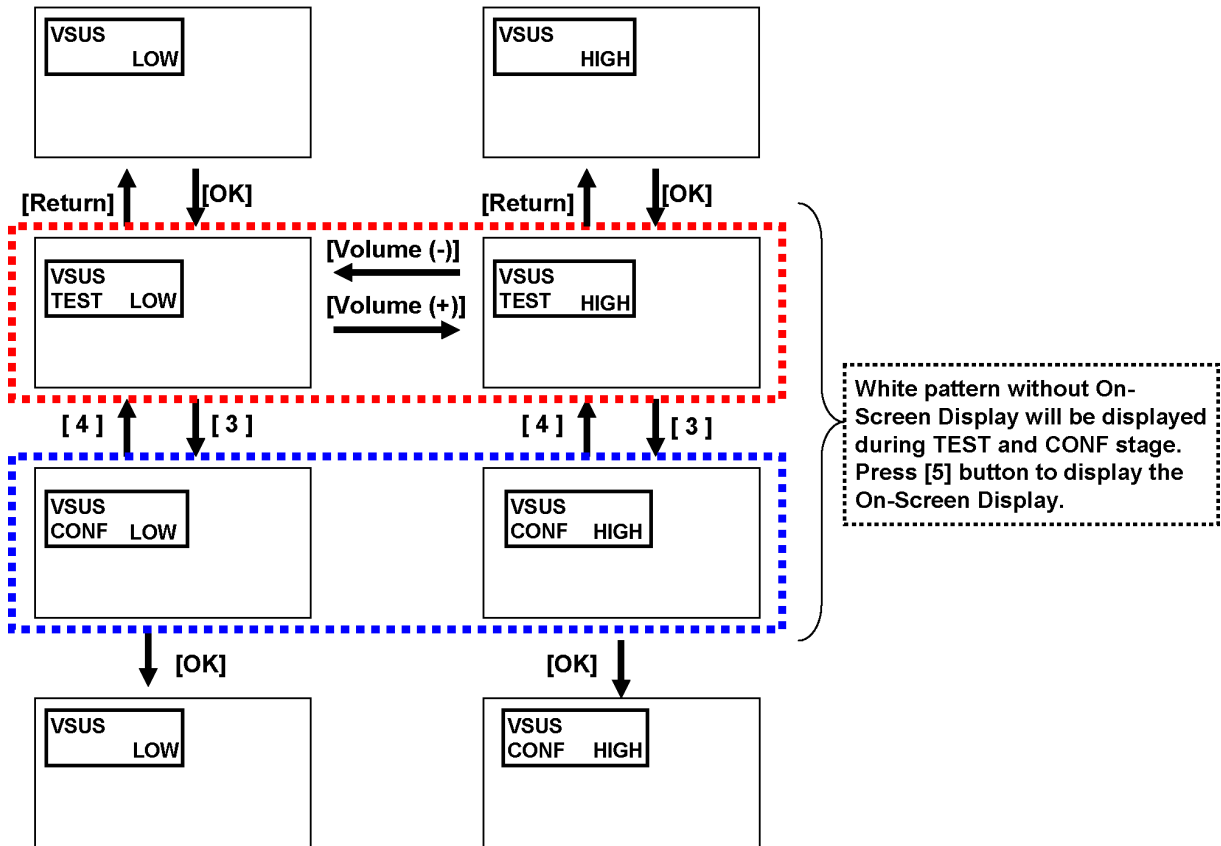 VSUS
LOW
VSUS
HIGH
[Return]
[OK]
[Return]
[OK]
VSUS
TEST LOW
[Volume (-)]
[Volume (+)]
VSUS
TEST HIGH
[ 4 ]
[ 3 ]
[ 4 ]
[ 3 ]
White pattern without On-
Screen Display will be displayed
during TEST and CONF stage.
Press [5] button to display the
On-Screen Display.
VSUS
CONF LOW
VSUS
CONF HIGH
[OK]
[OK]
VSUS
LOW
VSUS
CONF HIGH